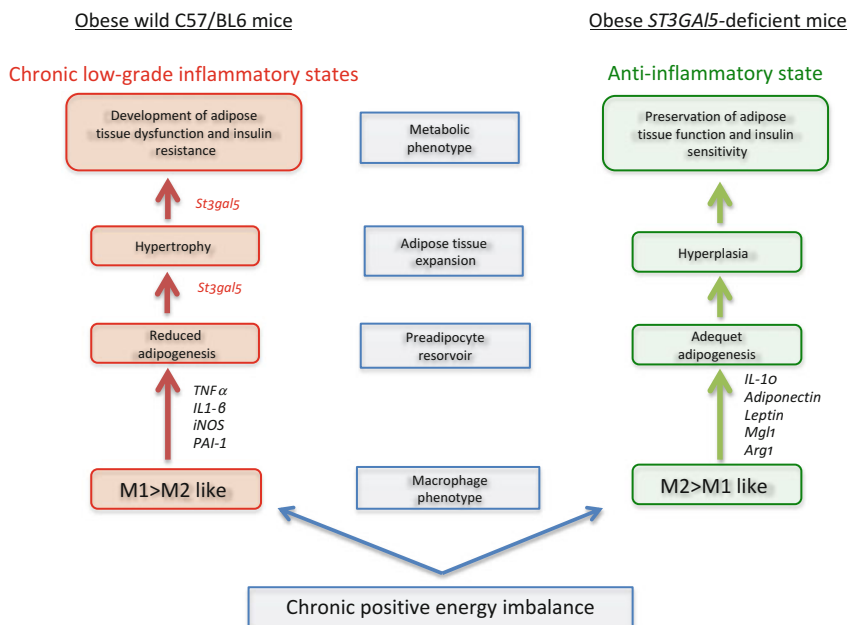 Obese wild C57/BL6 mice
Obese ST3GAl5-deficient mice
Chronic low-grade inflammatory states
Anti-inflammatory state
Development of adipose
tissue dysfunction and insulin
resistance
Metabolic
phenotype
Preservation of adipose
tissue function and insulin
sensitivity
St3gal5
Hypertrophy
Adipose tissue
expansion
Hyperplasia
St3gal5
Reduced
adipogenesis
Preadipocyte
resorvoir
Adequet
adipogenesis
TNFα
IL1-β
iNOS
PAI-1
IL-10
Adiponectin
Leptin
Mgl1
Arg1
M1>M2 like
Macrophage
phenotype
M2>M1 like
Chronic positive energy imbalance